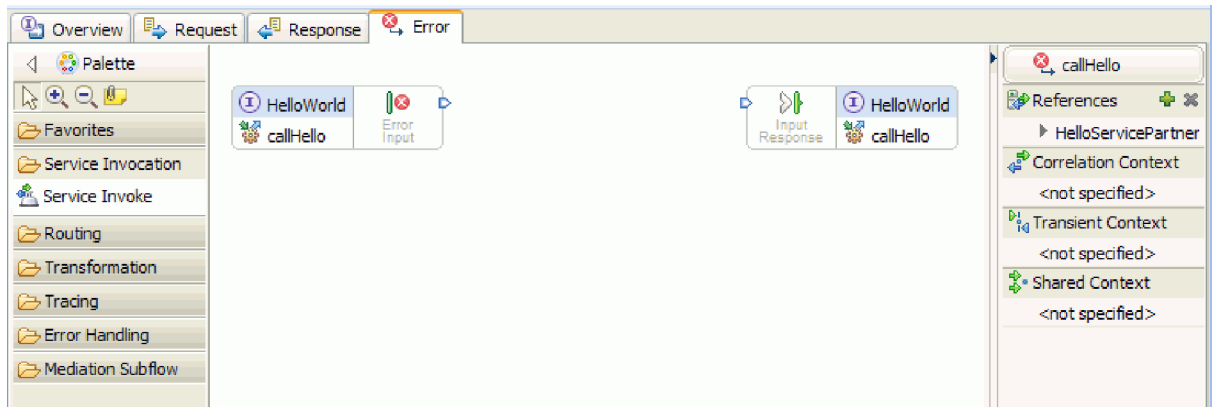 Overview Request Response Error
Palette
Favorites
Service Invocation
Service Invoke
Routing
Transformation
Tracing
Error Handling
Mediation Subflow
HelloWorld
callHello
Error
Input
Input
Response
HelloWorld
callHello
callHello
References
HelloServicePartner
Correlation Context
<not specified>
Transient Context
<not specified>
Shared Context
<not specified>